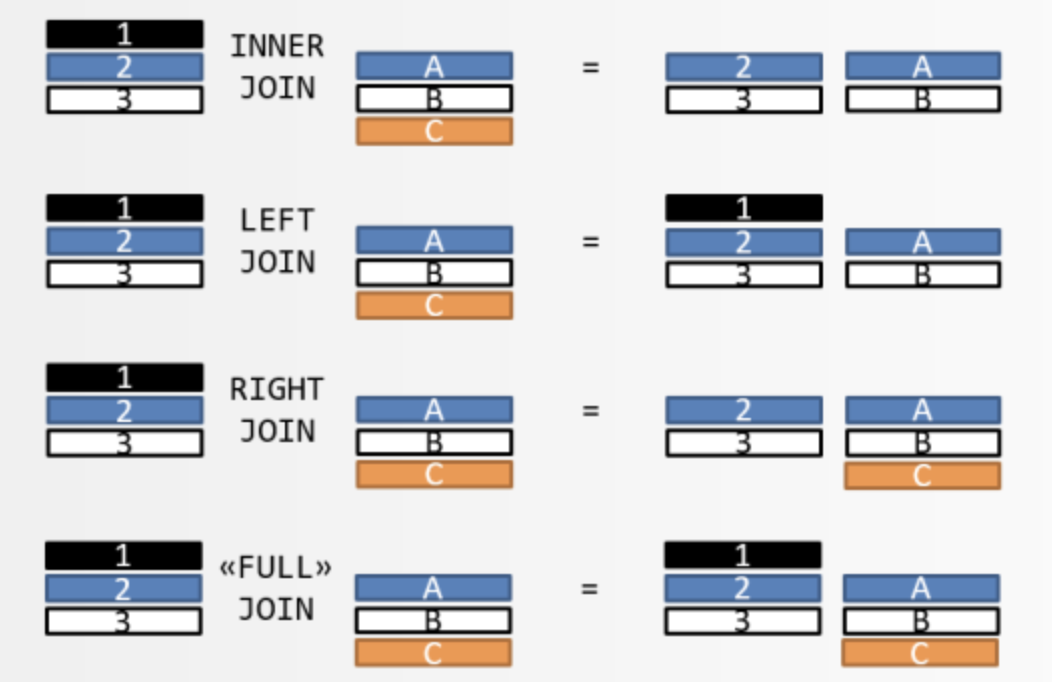 1
INNER
2 A = 2 A
JOIN
3 B 3 B
C
1 1
LEFT
2 A = 2 A
JOIN
3 B 3 B
C
1
RIGHT
2 A = 2 A
JOIN
3 B 3 B
C C
1 1
«FULL»
2 A = 2 A
JOIN
3 B 3 B
C C